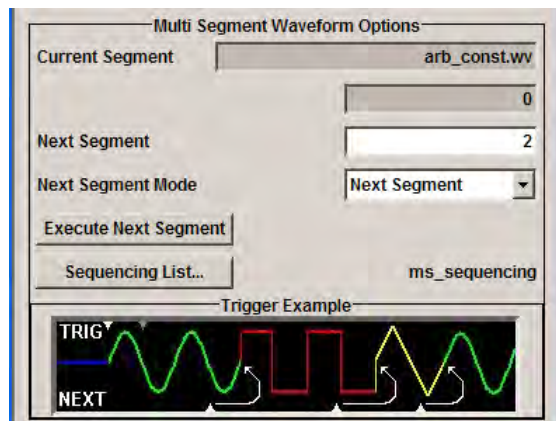 Multi Segment Waveform Options
Current Segment arb_const.wv
0
Next Segment 2
Next Segment Mode Next Segment
Execute Next Segment
Sequencing List... ms_sequencing
Trigger Example
TRIG
NEXT